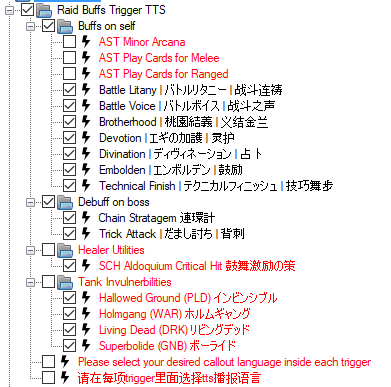 Raid Buffs Trigger TTS
Buffs on self
AST Minor Arcana
AST Play Cards for Melee
AST Play Cards for Ranged
Battle Litany | バトルリタニー | 战斗连祷
Battle Voice | バトルボイス | 战斗之声
Brotherhood | 桃園結義 | 义结金兰
Devotion | エギの加護 | 灵护
Divination | ディヴィネーション | 占卜
Embolden | エンボルデン | 鼓励
Technical Finish | テクニカルフィニッシュ | 技巧舞步
Debuff on boss
Chain Stratagem 連環計
Trick Attack | だまし討ち | 背刺
Healer Utilities
SCH Aldoquium Critical Hit 鼓舞激励の策
Tank Invulnerbilities
Hallowed Ground (PLD) インビンシブル
Holmgang (WAR) ホルムギャング
Living Dead (DRK) リビングデッド
Superbolide (GNB) ボーライド
Please select your desired callout language inside each trigger
请在每项trigger里面选择tts播报语言